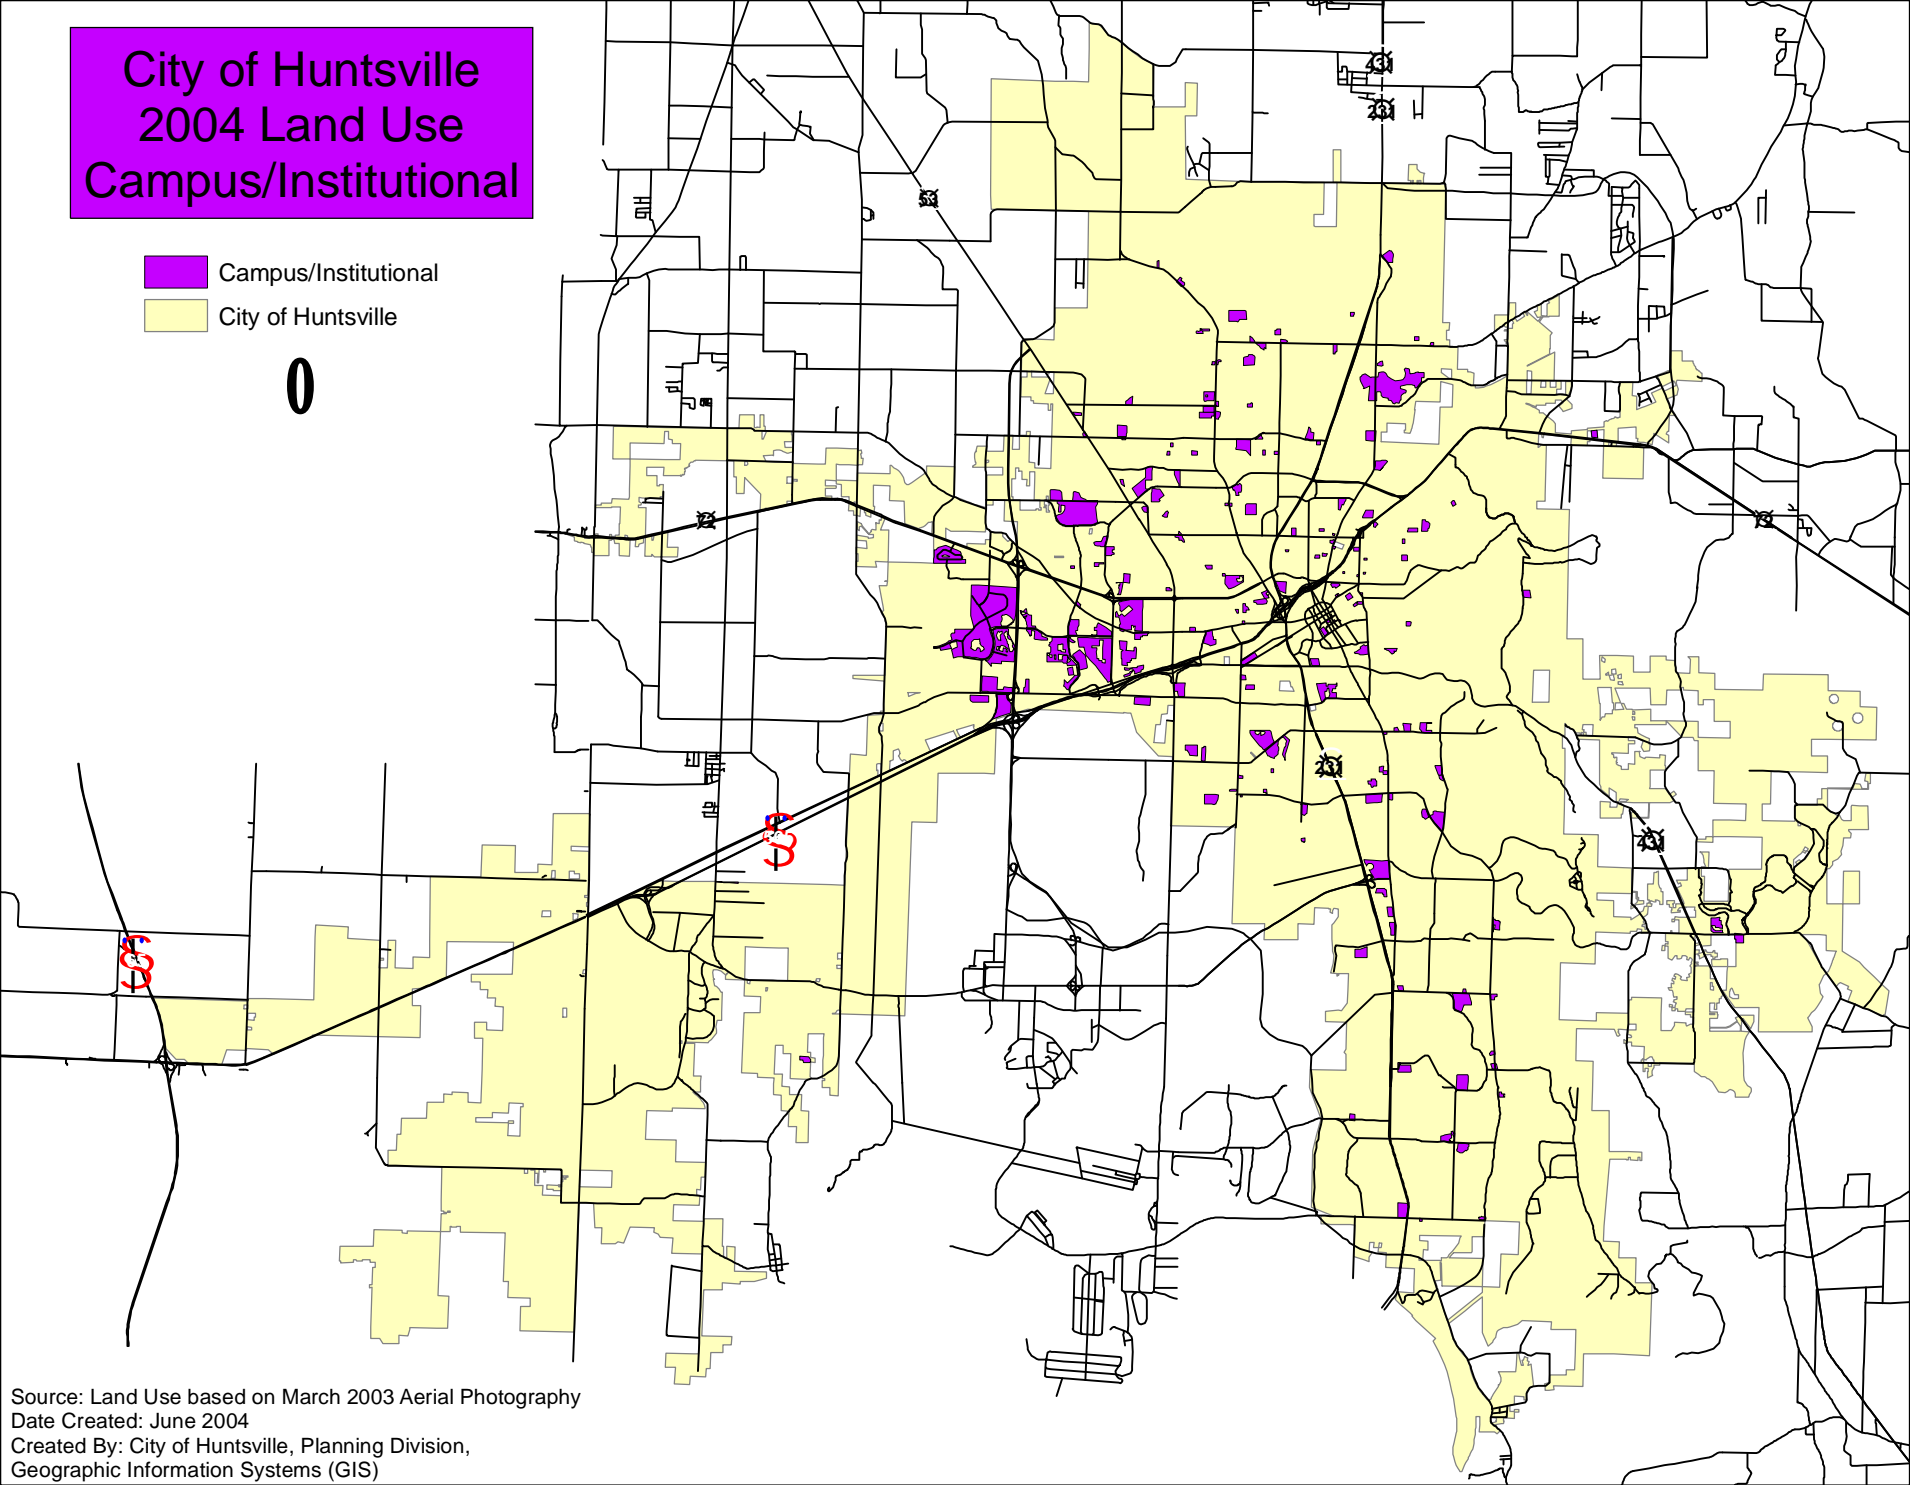 City of Huntsville
2004 Land Use
Campus/Institutional
Campus/Institutional
City of Huntsville
0
431
231
53
72
72
231
431
Source: Land Use based on March 2003 Aerial Photography
Date Created: June 2004
Created By: City of Huntsville, Planning Division,
Geographic Information Systems (GIS)